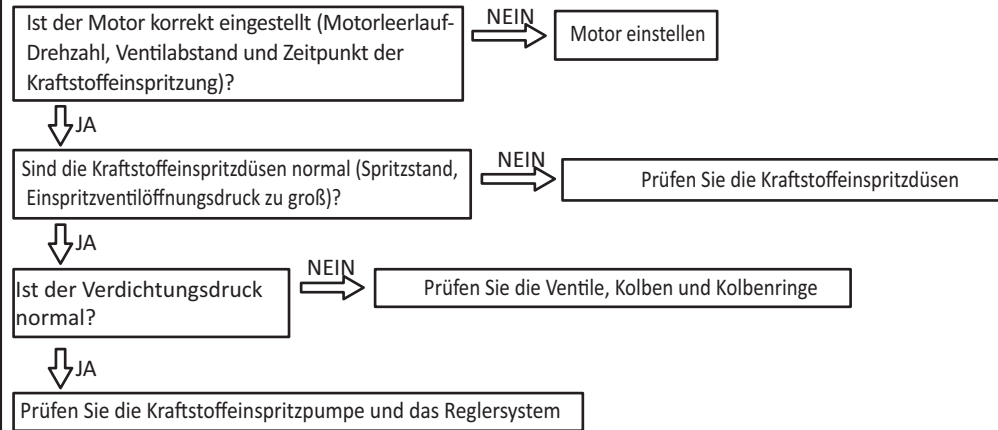 Ist der Motor korrekt eingestellt (Motorleerlauf-
Drehzahl, Ventilabstand und Zeitpunkt der
Kraftstoffeinspritzung)?
NEIN
Motor einstellen
JA
Sind die Kraftstoffeinspritzdüsen normal (Spritzstand,
Einspritzventilöffnungsdruck zu groß)?
NEIN
Prüfen Sie die Kraftstoffeinspritzdüsen
JA
Ist der Verdichtungsdruck
normal?
NEIN
Prüfen Sie die Ventile, Kolben und Kolbenringe
JA
Prüfen Sie die Kraftstoffeinspritzpumpe und das Reglersystem